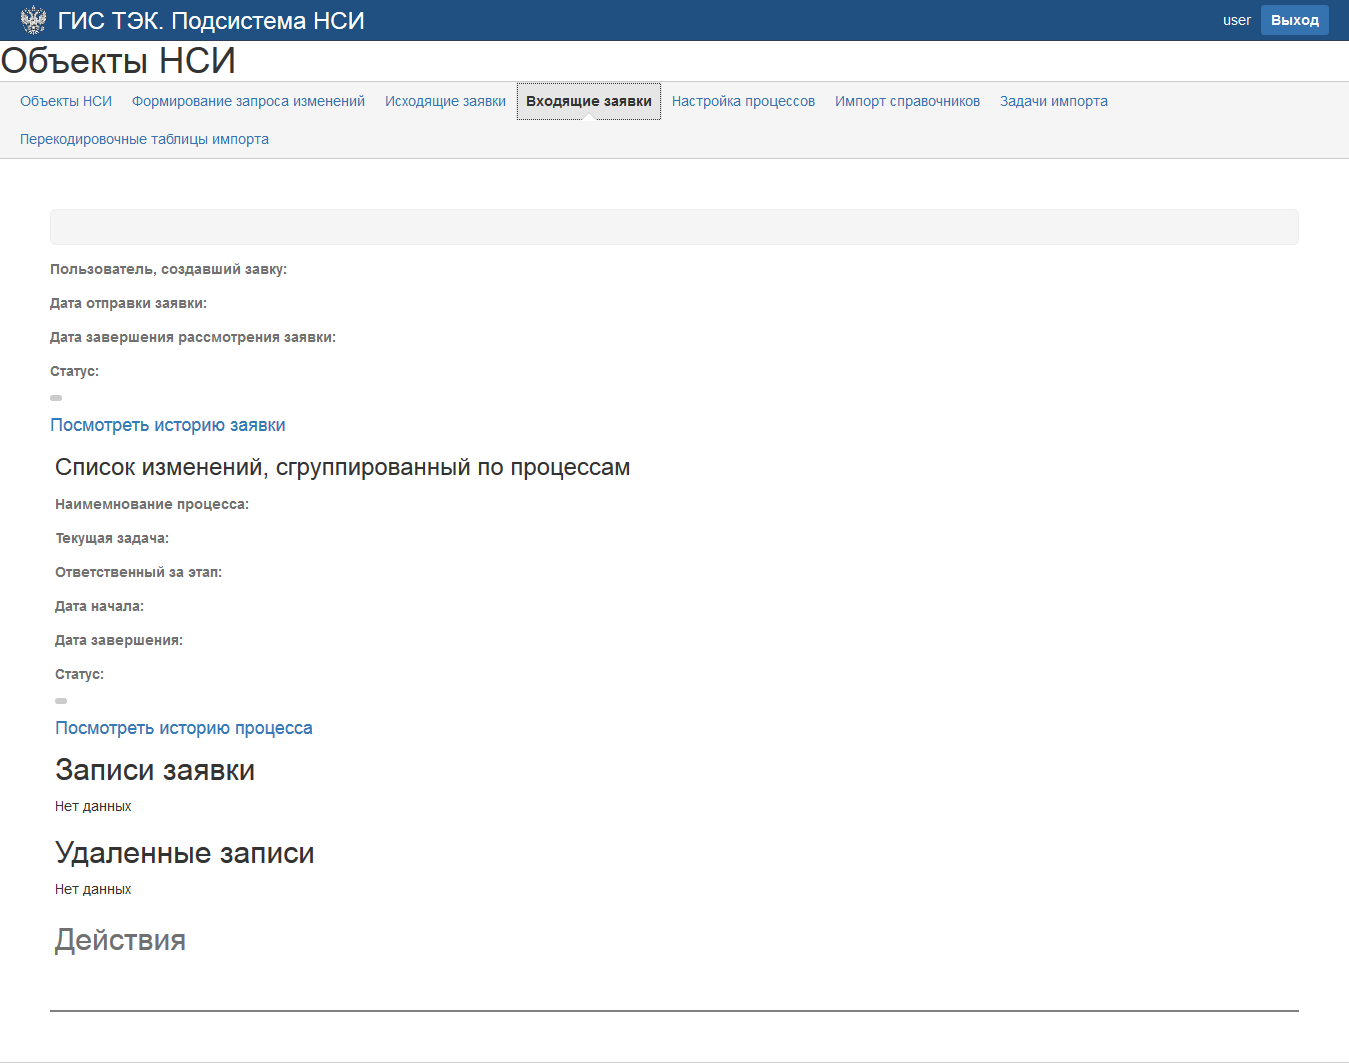 ГИС ТЭК. Подсистема НСИ
user Выход
Объекты НСИ
Объекты НСИ Формирование запроса изменений Исходящие заявки Входящие заявки Настройка процессов Импорт справочников Задачи импорта
Перекодировочные таблицы импорта
Пользователь, создавший завку:
Дата отправки заявки:
Дата завершения рассмотрения заявки:
Статус:
Посмотреть историю заявки
Список изменений, сгруппированный по процессам
Наимемнование процесса:
Текущая задача:
Ответственный за этап:
Дата начала:
Дата завершения:
Статус:
Посмотреть историю процесса
Записи заявки
Нет данных
Удаленные записи
Нет данных
Действия